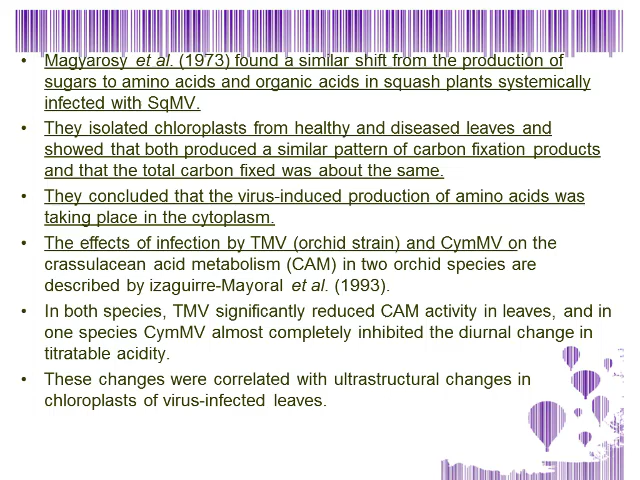 • Magyarosy et al. (1973) found a similar shift from the production of
sugars to amino acids and organic acids in squash plants systemically
infected with SqMV.
• They isolated chloroplasts from healthy and diseased leaves and
showed that both produced a similar pattern of carbon fixation products
and that the total carbon fixed was about the same.
• They concluded that the virus-induced production of amino acids was
taking place in the cytoplasm.
• The effects of infection by TMV (orchid strain) and CymMV on the
crassulacean acid metabolism (CAM) in two orchid species are
described by izaguirre-Mayoral et al. (1993).
• In both species, TMV significantly reduced CAM activity in leaves, and in
one species CymMV almost completely inhibited the diurnal change in
titratable acidity.
• These changes were correlated with ultrastructural changes in
chloroplasts of virus-infected leaves.